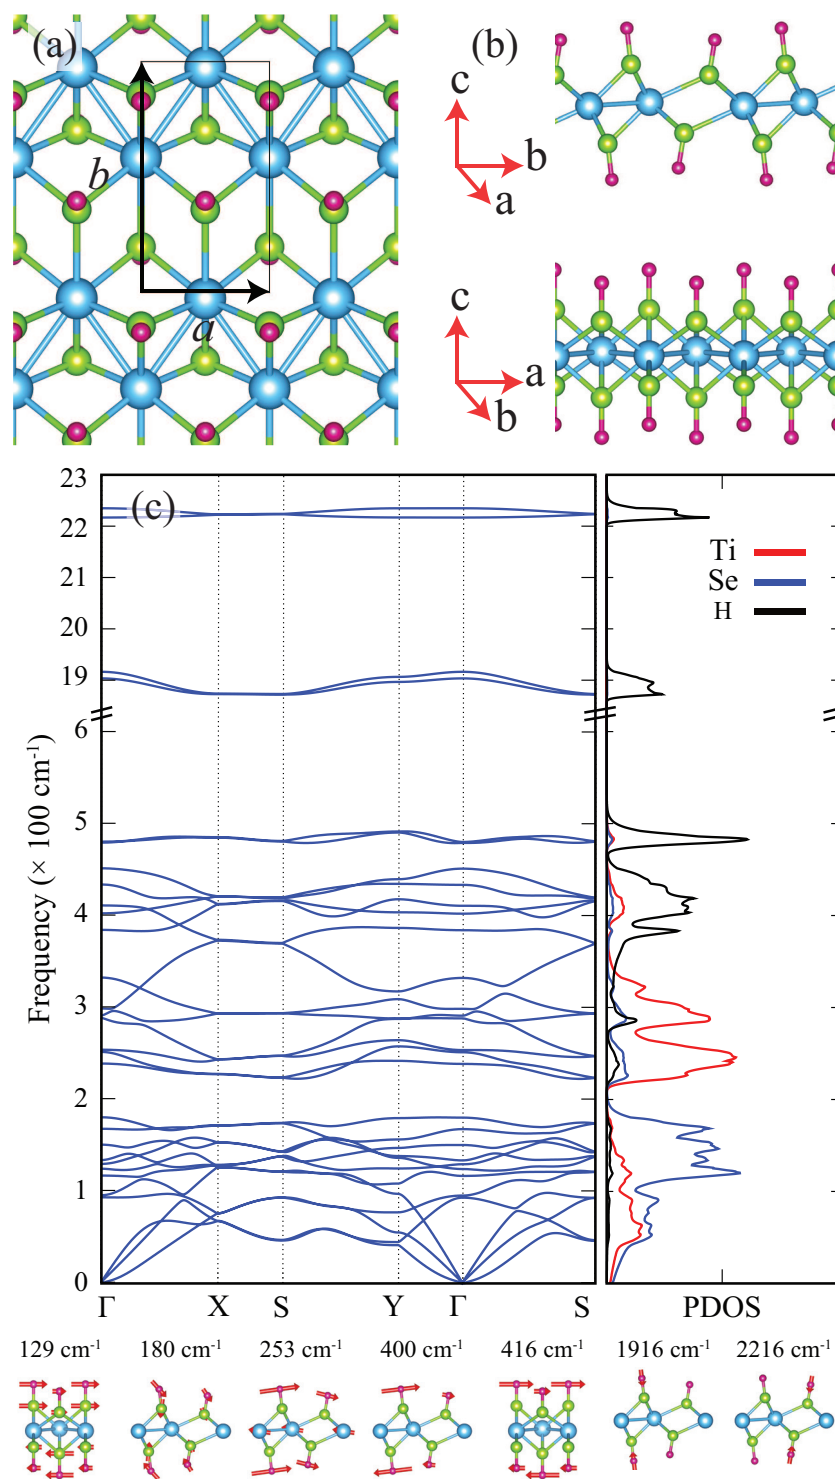 (a)
b
a
(b)
c
b
a
c
a
b
(c)
Frequency (× 100 cm⁻¹)
23
22
21
20
19
6
5
4
3
2
1
0
Γ X S Y Γ S
Ti
Se
H
PDOS
129 cm⁻¹ 180 cm⁻¹ 253 cm⁻¹ 400 cm⁻¹ 416 cm⁻¹ 1916 cm⁻¹ 2216 cm⁻¹